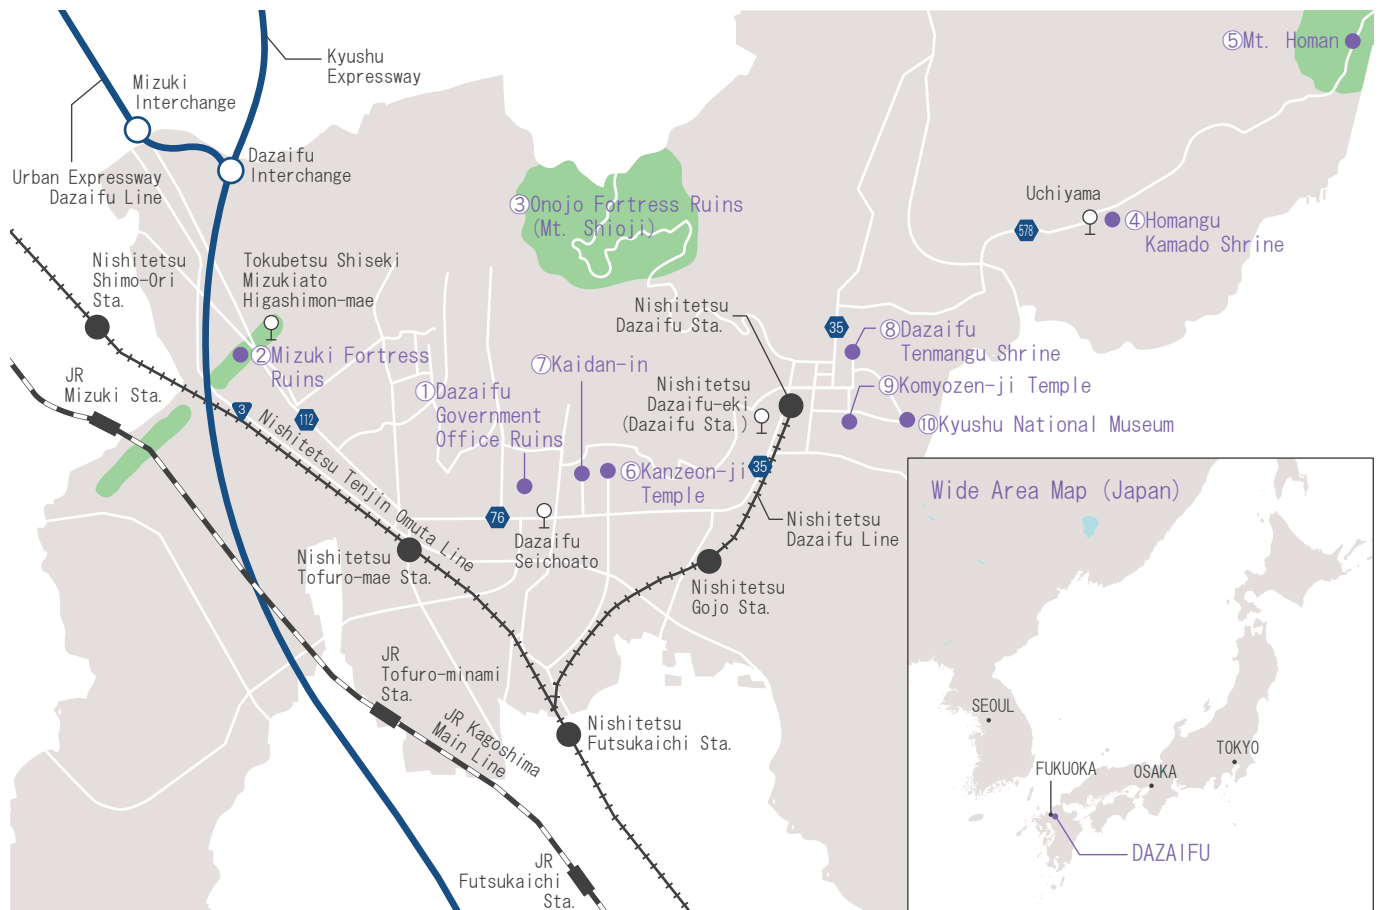 Kyushu
Expressway
Mizuki
Interchange
Dazaifu
Interchange
Urban Expressway
Dazaifu Line
⑤Mt. Homan
③Onojo Fortress Ruins
(Mt. Shioji)
Uchiyama
578
④Homangu
Kamado Shrine
Nishitetsu
Shimo-Ori
Sta.
Tokubetsu Shiseki
Mizukiato
Higashimon-mae
②Mizuki Fortress
Ruins
JR
Mizuki Sta.
3
112
Nishitetsu Tenjin Omuta Line
①Dazaifu
Government
Office Ruins
⑦Kaidan-in
Nishitetsu
Dazaifu Sta.
35
⑧Dazaifu
Tenmangu Shrine
Nishitetsu
Dazaifu-eki
(Dazaifu Sta.)
⑨Komyozen-ji Temple
⑩Kyushu National Museum
⑥Kanzeon-ji
Temple
35
76
Dazaifu
Seichoato
Nishitetsu
Dazaifu Line
Nishitetsu
Tofuro-mae Sta.
Nishitetsu
Gojo Sta.
JR
Tofuro-minami
Sta.
JR Kagoshima
Main Line
Nishitetsu
Futsukaichi Sta.
JR
Futsukaichi
Sta.
Wide Area Map (Japan)
SEOUL
TOKYO
FUKUOKA
OSAKA
DAZAIFU